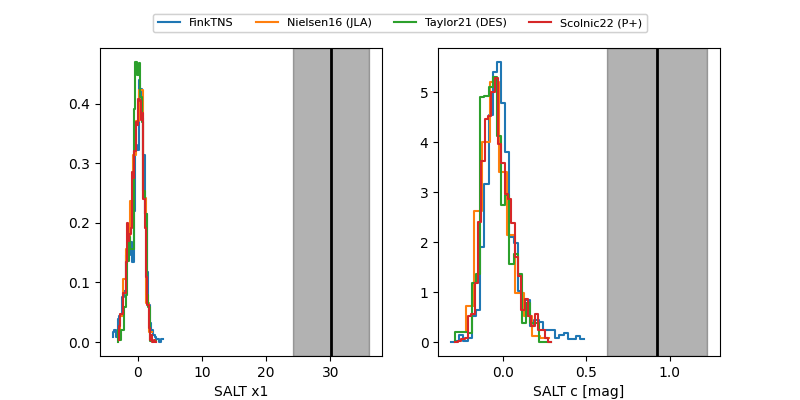 FinkTNS Nielsen16 (JLA) Taylor21 (DES) Scolnic22 (P+)
0.4
0.3
0.2
0.1
0.0
0 10 20 30
SALT x1
5
4
3
2
1
0
0.0 0.5 1.0
SALT c [mag]